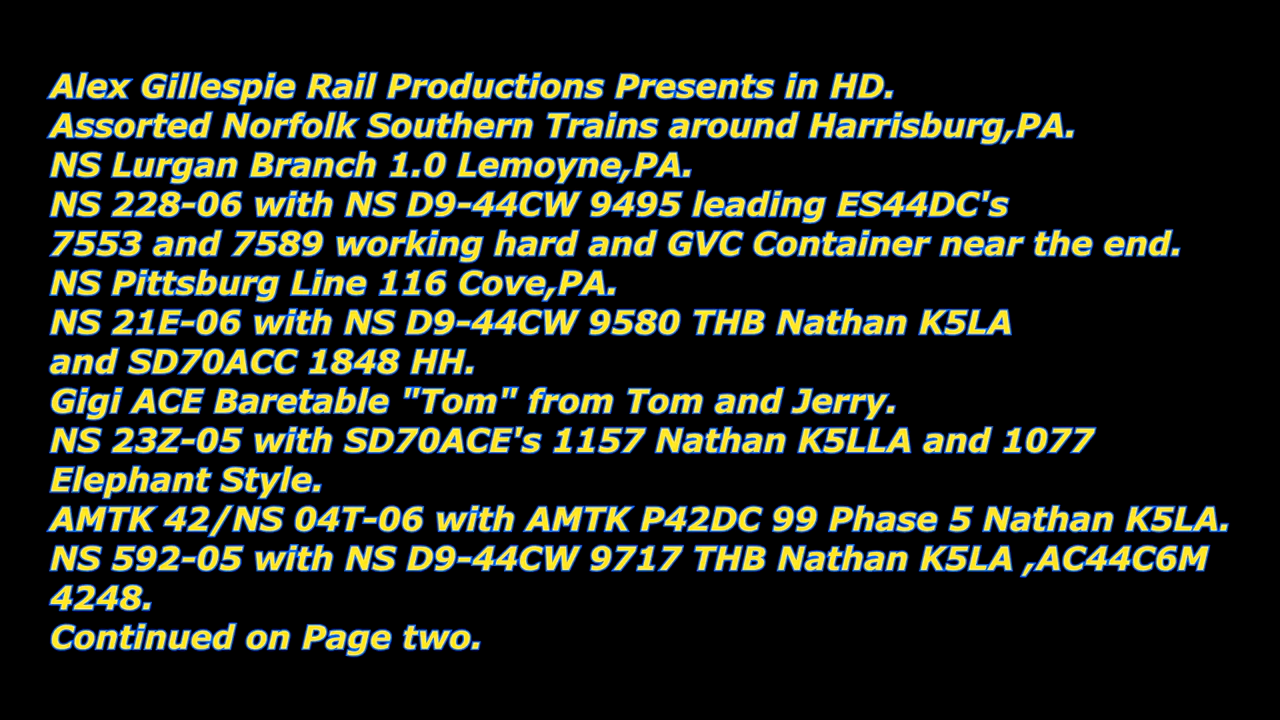 Alex Gillespie Rail Productions Presents in HD.
Assorted Norfolk Southern Trains around Harrisburg,PA.
NS Lurgan Branch 1.0 Lemoyne,PA.
NS 228-06 with NS D9-44CW 9495 leading ES44DC's
7553 and 7589 working hard and GVC Container near the end.
NS Pittsburg Line 116 Cove,PA.
NS 21E-06 with NS D9-44CW 9580 THB Nathan K5LA
and SD70ACC 1848 HH.
Gigi ACE Baretable "Tom" from Tom and Jerry.
NS 23Z-05 with SD70ACE's 1157 Nathan K5LLA and 1077
Elephant Style.
AMTK 42/NS 04T-06 with AMTK P42DC 99 Phase 5 Nathan K5LA.
NS 592-05 with NS D9-44CW 9717 THB Nathan K5LA ,AC44C6M
4248.
Continued on Page two.